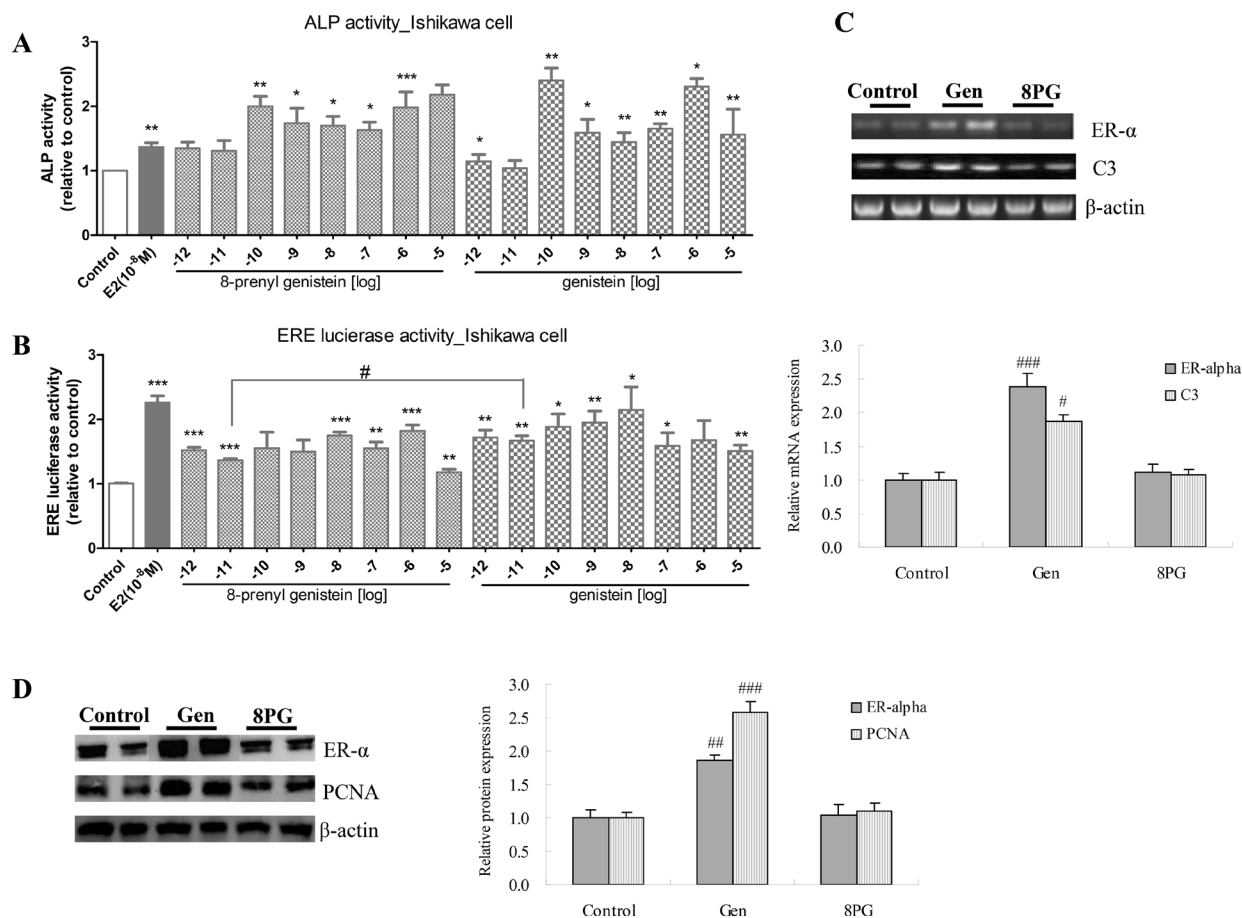 A
ALP activity_Ishikawa cell
ALP activity
(relative to control)
3
2
1
0
** ** * * * *** * ** * ** ** * **
Control
E2(10⁻⁸M)
-12 -11 -10 -9 -8 -7 -6 -5 -12 -11 -10 -9 -8 -7 -6 -5
8-prenyl genistein [log]
genistein [log]
B
ERE lucierase activity_Ishikawa cell
ERE luciferase activity
(relative to control)
3
2
1
0
#
*** *** *** *** ** *** ** ** ** * ** * * **
Control
E2(10⁻⁸M)
-12 -11 -10 -9 -8 -7 -6 -5 -12 -11 -10 -9 -8 -7 -6 -5
8-prenyl genistein [log]
genistein [log]
C
Control Gen 8PG
ER-α
C3
β-actin
Relative mRNA expression
3.0
2.5
2.0
1.5
1.0
0.5
0.0
### #
ER-alpha
C3
Control Gen 8PG
D
Control Gen 8PG
ER-α
PCNA
β-actin
Relative protein expression
3.0
2.5
2.0
1.5
1.0
0.5
0.0
## ###
ER-alpha
PCNA
Control Gen 8PG